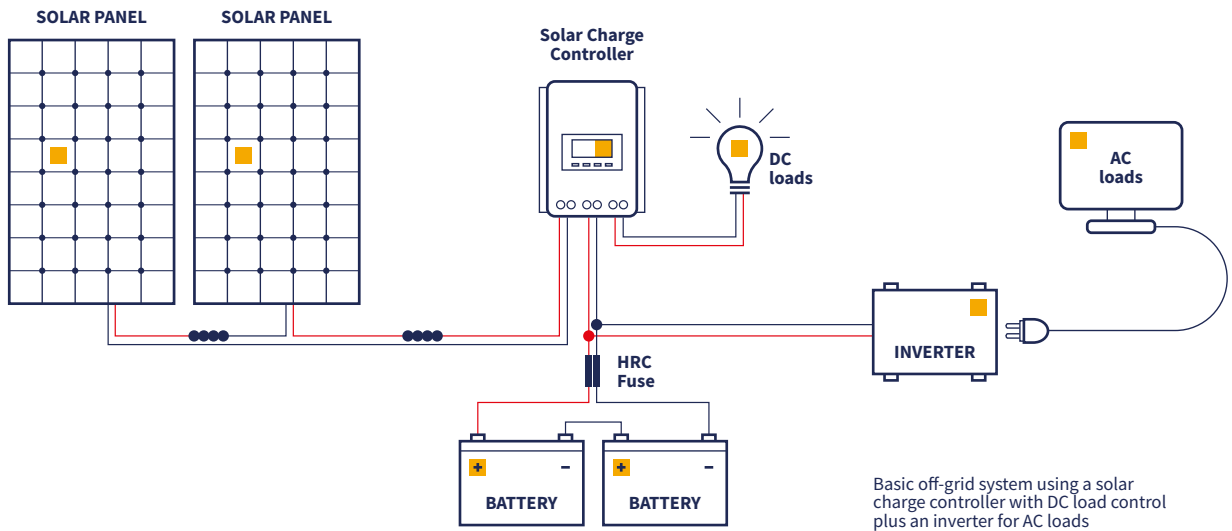 SOLAR PANEL
SOLAR PANEL
Solar Charge
Controller
DC
loads
AC
loads
INVERTER
HRC
Fuse
+
–
+
–
BATTERY
BATTERY
Basic off-grid system using a solar
charge controller with DC load control
plus an inverter for AC loads